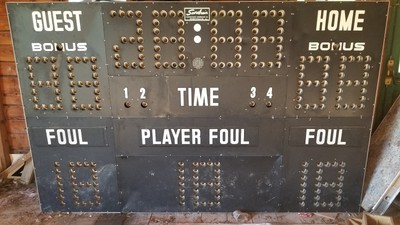 GUEST HOME
BONUS BONUS
1 2 TIME 3 4
FOUL PLAYER FOUL FOUL